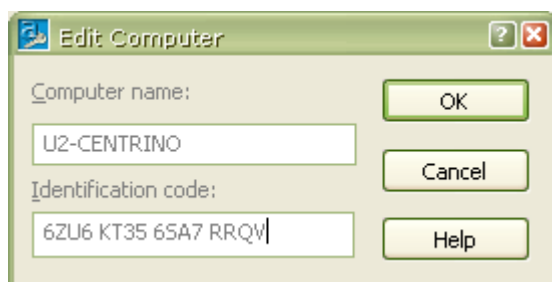 Edit Computer
Computer name:
U2-CENTRINO
Identification code:
6ZU6 KT35 6SA7 RRQV
OK
Cancel
Help